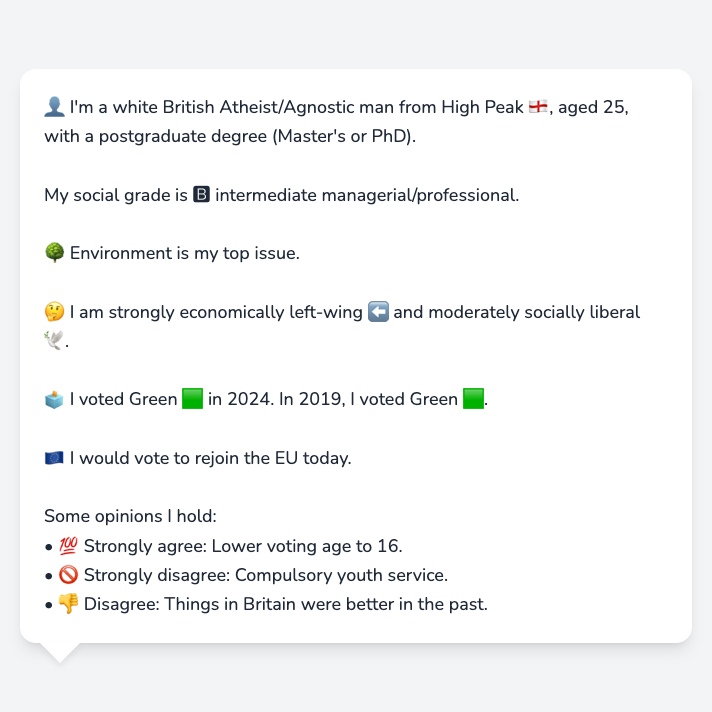 👤 I'm a white British Atheist/Agnostic man from High Peak 🏴󠁧󠁢󠁥󠁮󠁧󠁿, aged 25,
with a postgraduate degree (Master's or PhD).
My social grade is 🅱 intermediate managerial/professional.
🌳 Environment is my top issue.
🤔 I am strongly economically left-wing ⬅️ and moderately socially liberal
🕊️.
🗳️ I voted Green 🟩 in 2024. In 2019, I voted Green 🟩.
🇪🇺 I would vote to rejoin the EU today.
Some opinions I hold:
• 💯 Strongly agree: Lower voting age to 16.
• 🚫 Strongly disagree: Compulsory youth service.
• 👎 Disagree: Things in Britain were better in the past.